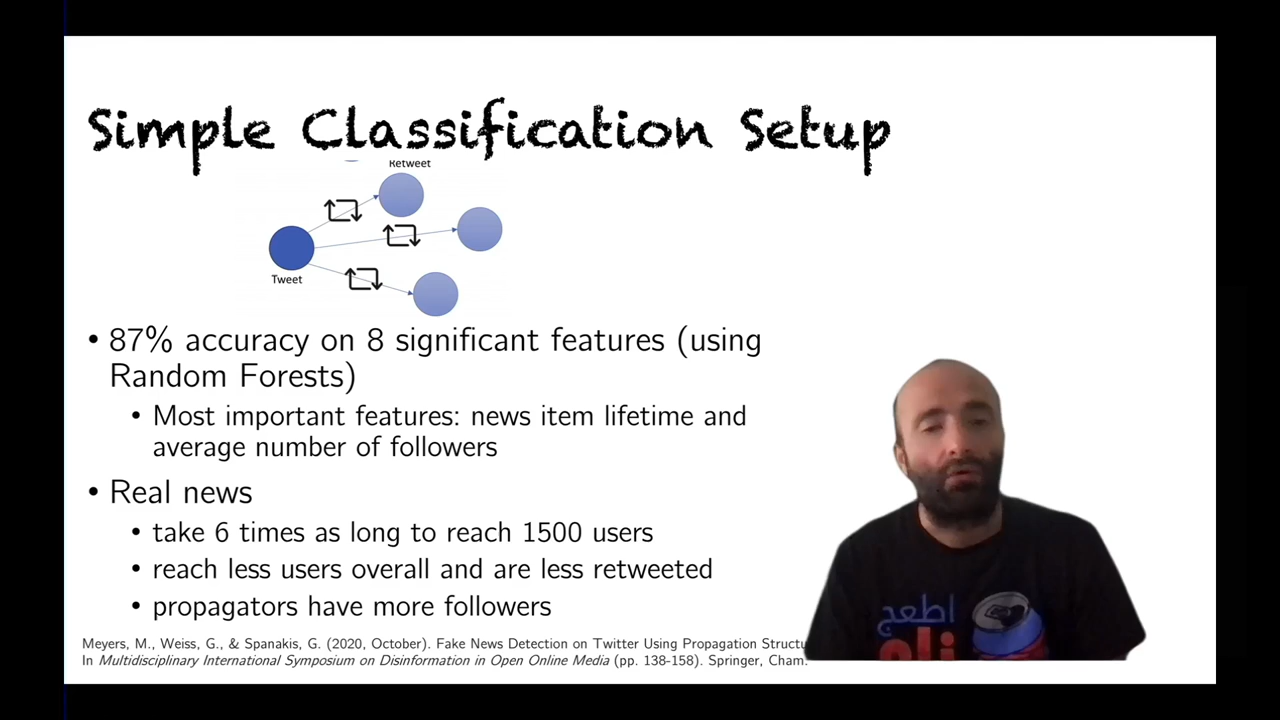 Simple Classification Setup
Retweet
Tweet
• 87% accuracy on 8 significant features (using
Random Forests)
• Most important features: news item lifetime and
average number of followers
• Real news
• take 6 times as long to reach 1500 users
• reach less users overall and are less retweeted
• propagators have more followers
Meyers, M., Weiss, G., & Spanakis, G. (2020, October). Fake News Detection on Twitter Using Propagation
In Multidisciplinary International Symposium on Disinformation in Open Online Media (pp. 138-158). Springer, Cham.